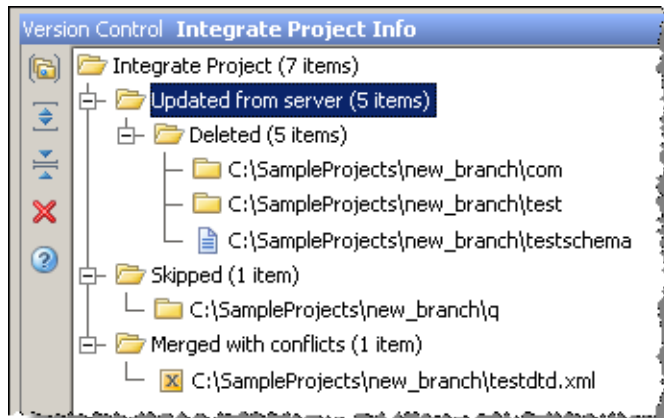 Version Control Integrate Project Info
Integrate Project (7 items)
Updated from server (5 items)
Deleted (5 items)
C:\SampleProjects\new_branch\com
C:\SampleProjects\new_branch\test
C:\SampleProjects\new_branch\testschema
Skipped (1 item)
C:\SampleProjects\new_branch\q
Merged with conflicts (1 item)
C:\SampleProjects\new_branch\testdtd.xml